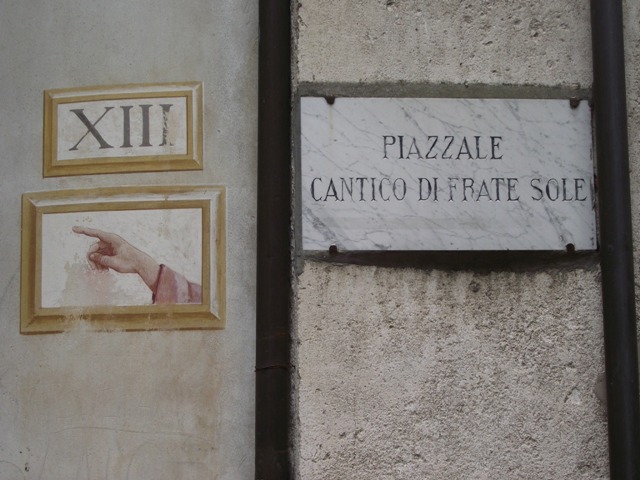 XIII
PIAZZALE
CANTICO DI FRATE SOLE